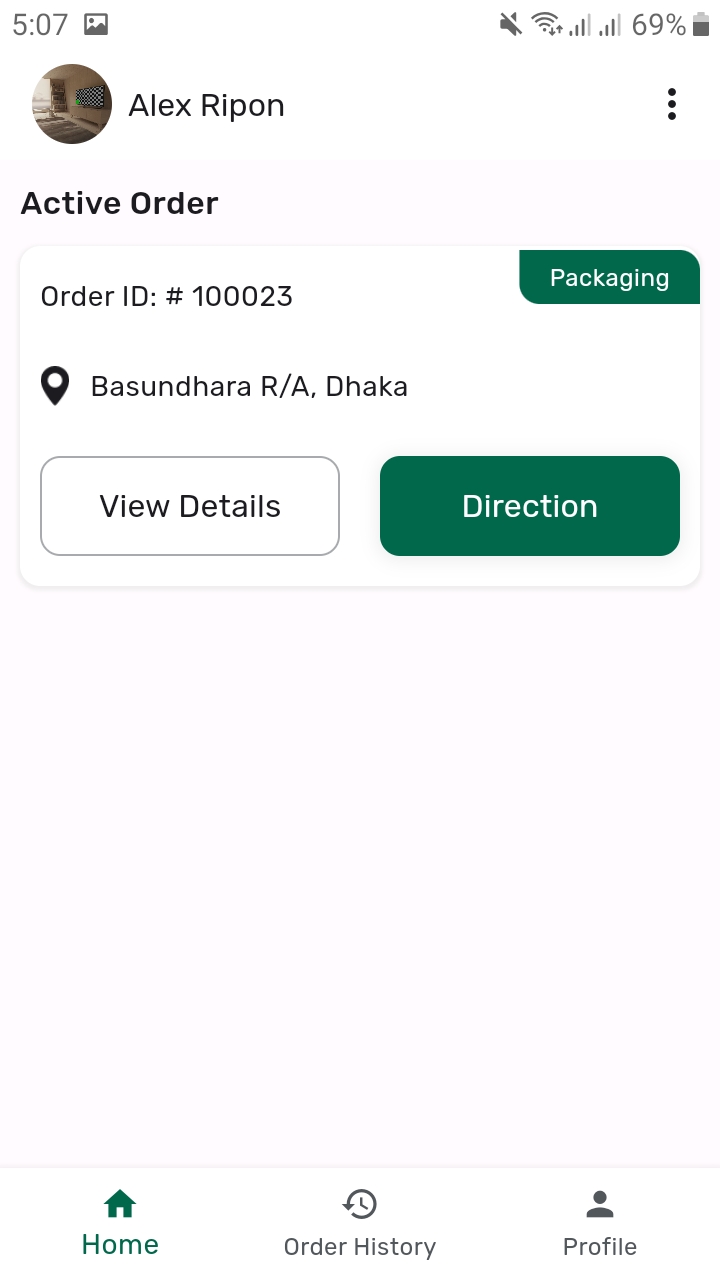 5:07 69%
Alex Ripon
Active Order
Packaging
Order ID: # 100023
Basundhara R/A, Dhaka
View Details Direction
Home Order History Profile